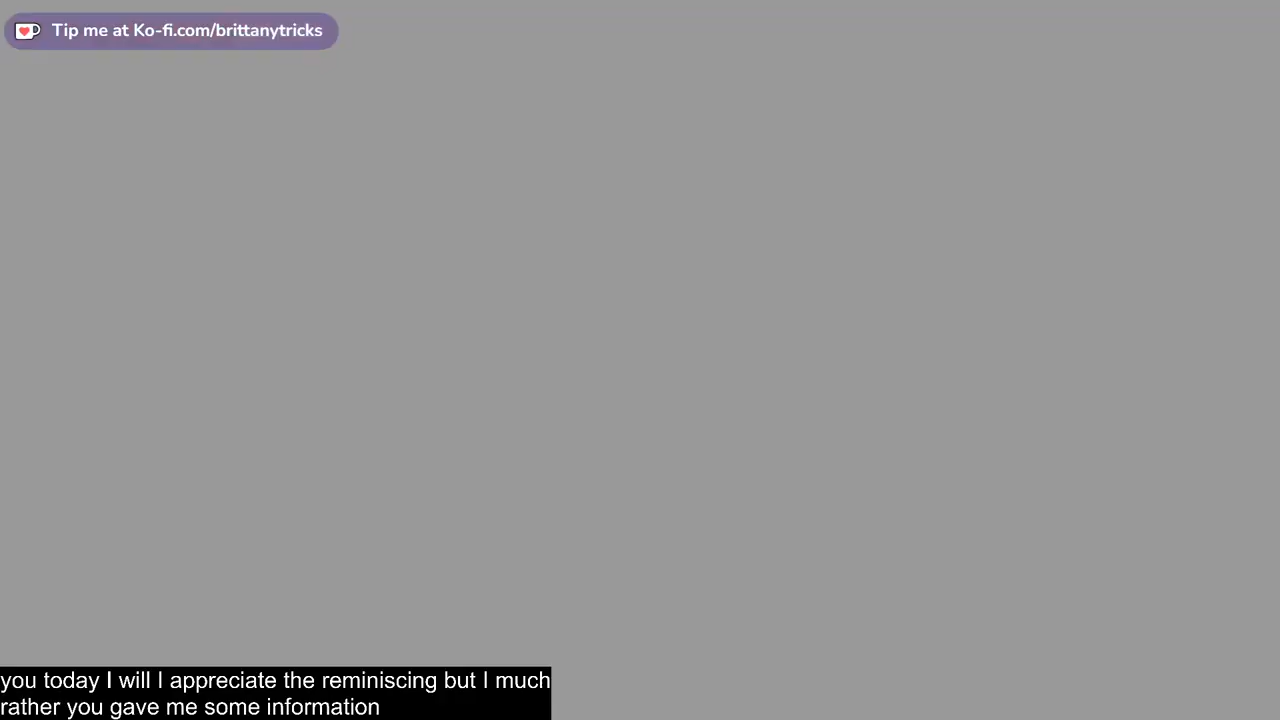 Tip me at Ko-fi.com/brittanytricks
you today I will I appreciate the reminiscing but I much
rather you gave me some information